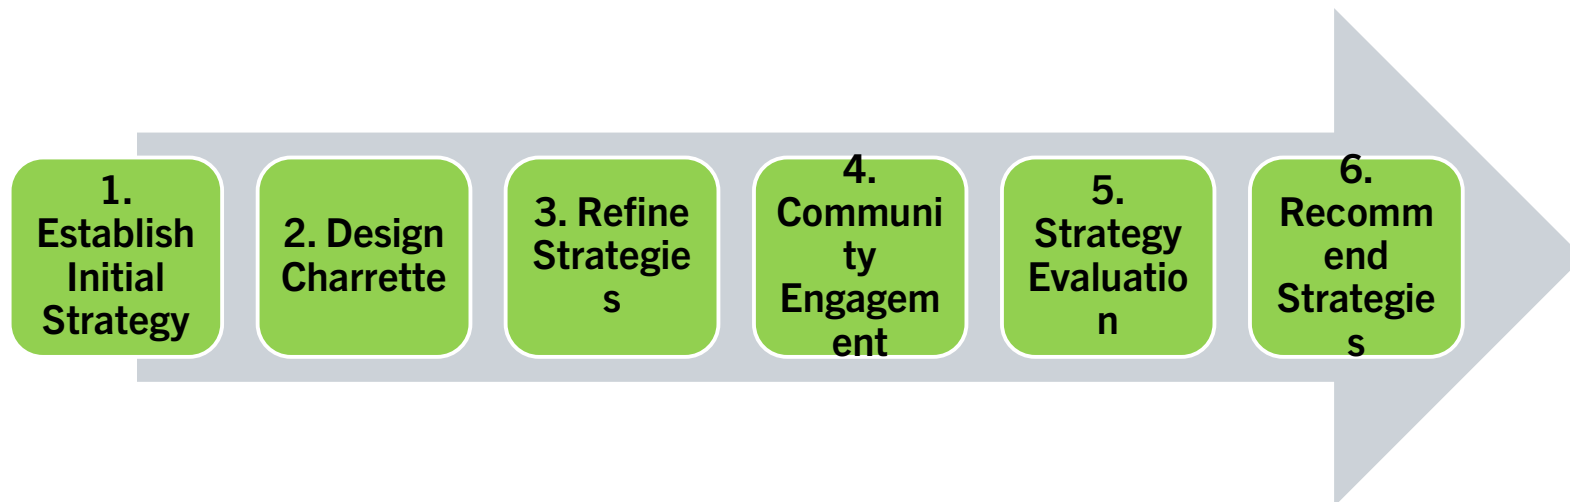 1.
Establish
Initial
Strategy
2. Design
Charrette
3. Refine
Strategie
s
4.
Communi
ty
Engagem
ent
5.
Strategy
Evaluatio
n
6.
Recomm
end
Strategie
s